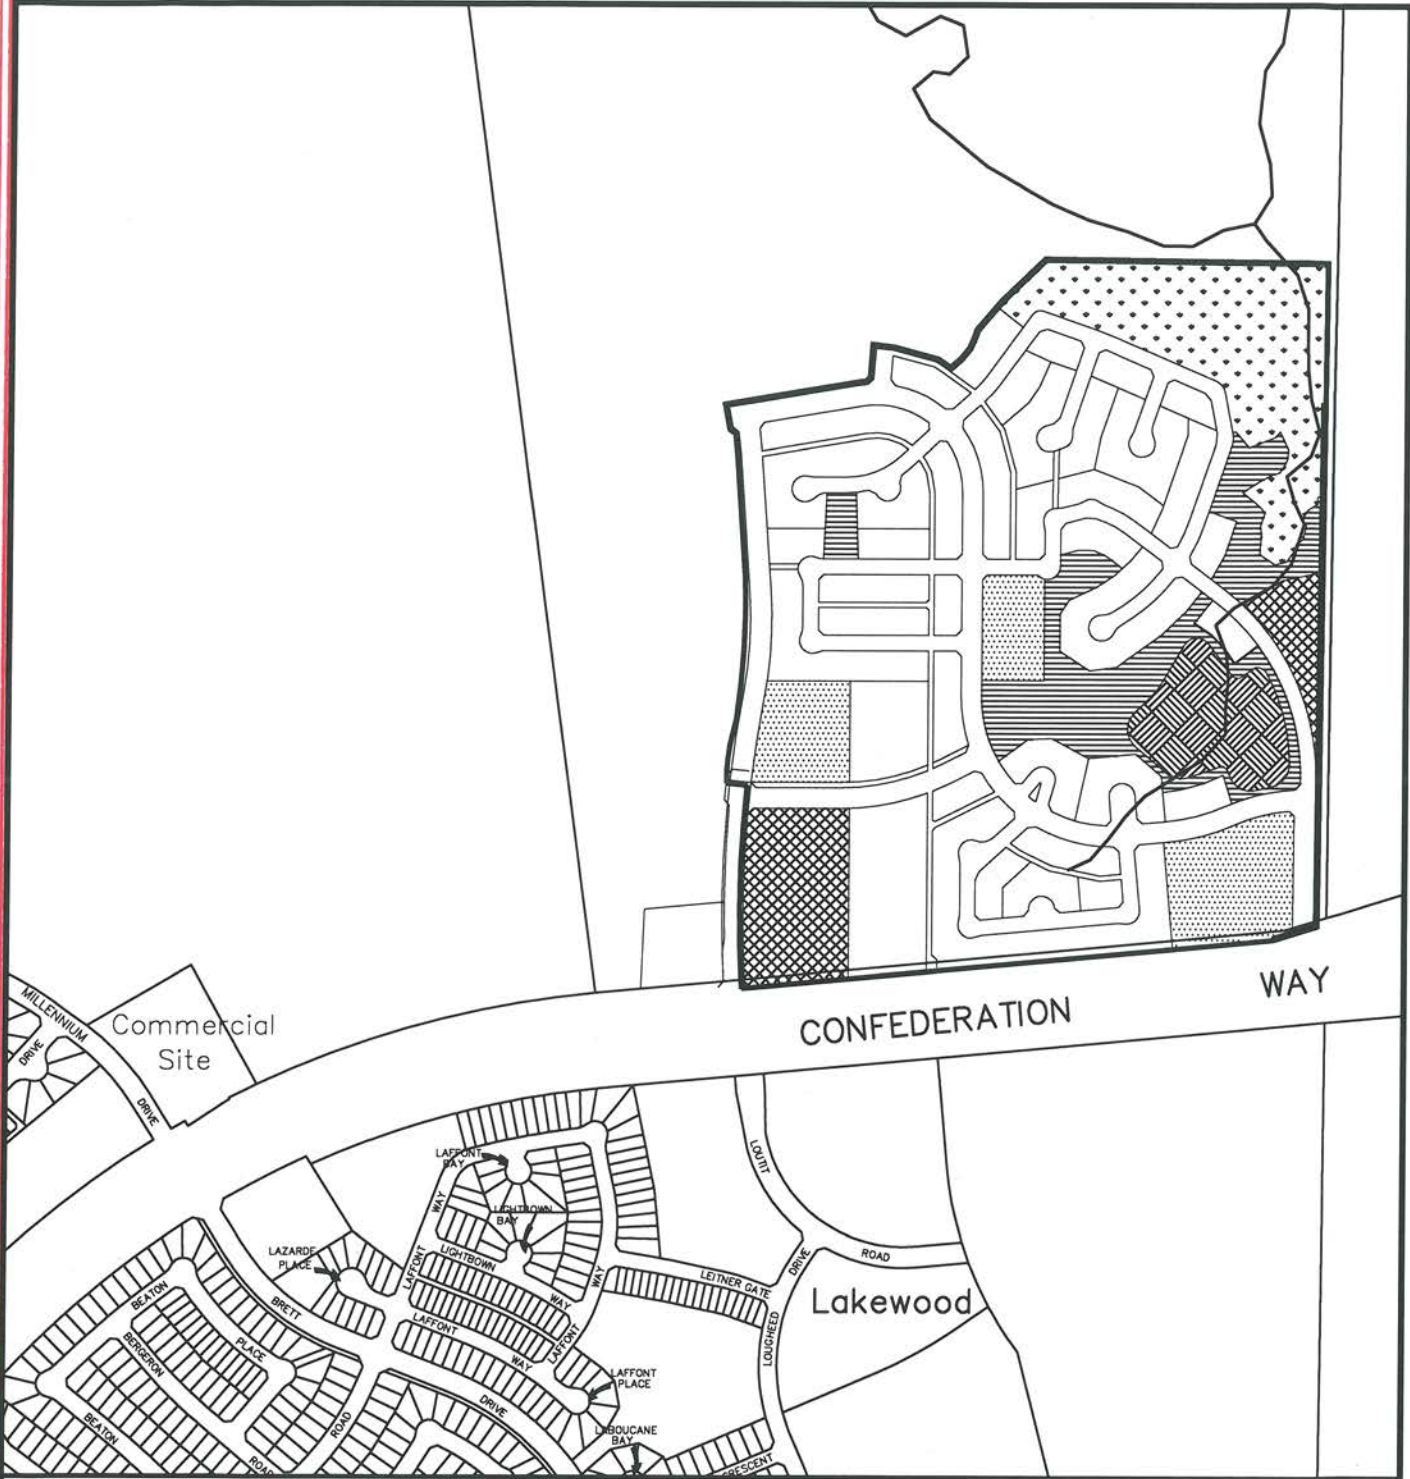 CONFEDERATION
WAY
Commercial
Site
MILLENNIUM
DRIVE
DRIVE
LOUTIT
ROAD
LAFFONT
BAY
WAY
LIGHTBOWN
BAY
LAZARDE
PLACE
LAFFONT
LIGHTBOWN
WAY
WAY
LEITNER GATE
DRIVE
Lakewood
BEATON
PLACE
BRETT
LAFFONT
WAY
LAFFONT
LOUGHEED
BERGERON
ROAD
DRIVE
LAFFONT
PLACE
BEATON
ROAD
LABOUCANE
BAY
CRESCENT